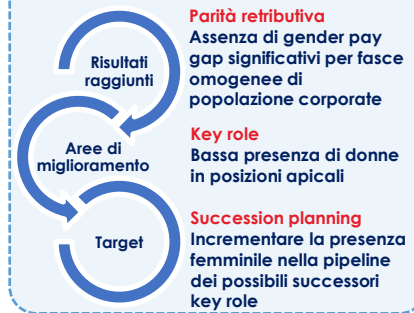 Risultati
raggiunti
Parità retributiva
Assenza di gender pay
gap significativi per fasce
omogenee di
popolazione corporate
Aree di
miglioramento
Key role
Bassa presenza di donne
in posizioni apicali
Target
Succession planning
Incrementare la presenza
femminile nella pipeline
dei possibili successori
key role